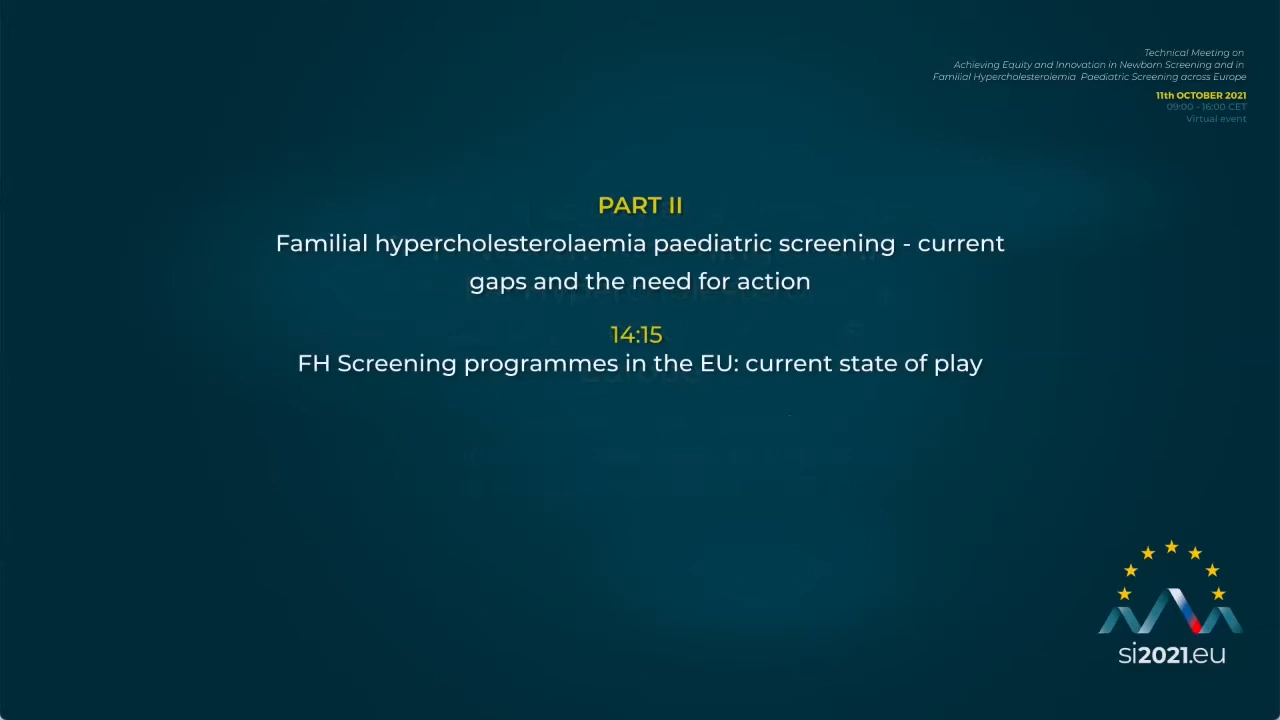 Technical Meeting on
Achieving Equity and Innovation in Newborn Screening and in
Familial Hypercholesterolemia Paediatric Screening across Europe
11th OCTOBER 2021
09:00 - 16:00 CET
Virtual event
PART II
Familial hypercholesterolaemia paediatric screening - current
gaps and the need for action
14:15
FH Screening programmes in the EU: current state of play
si2021.eu